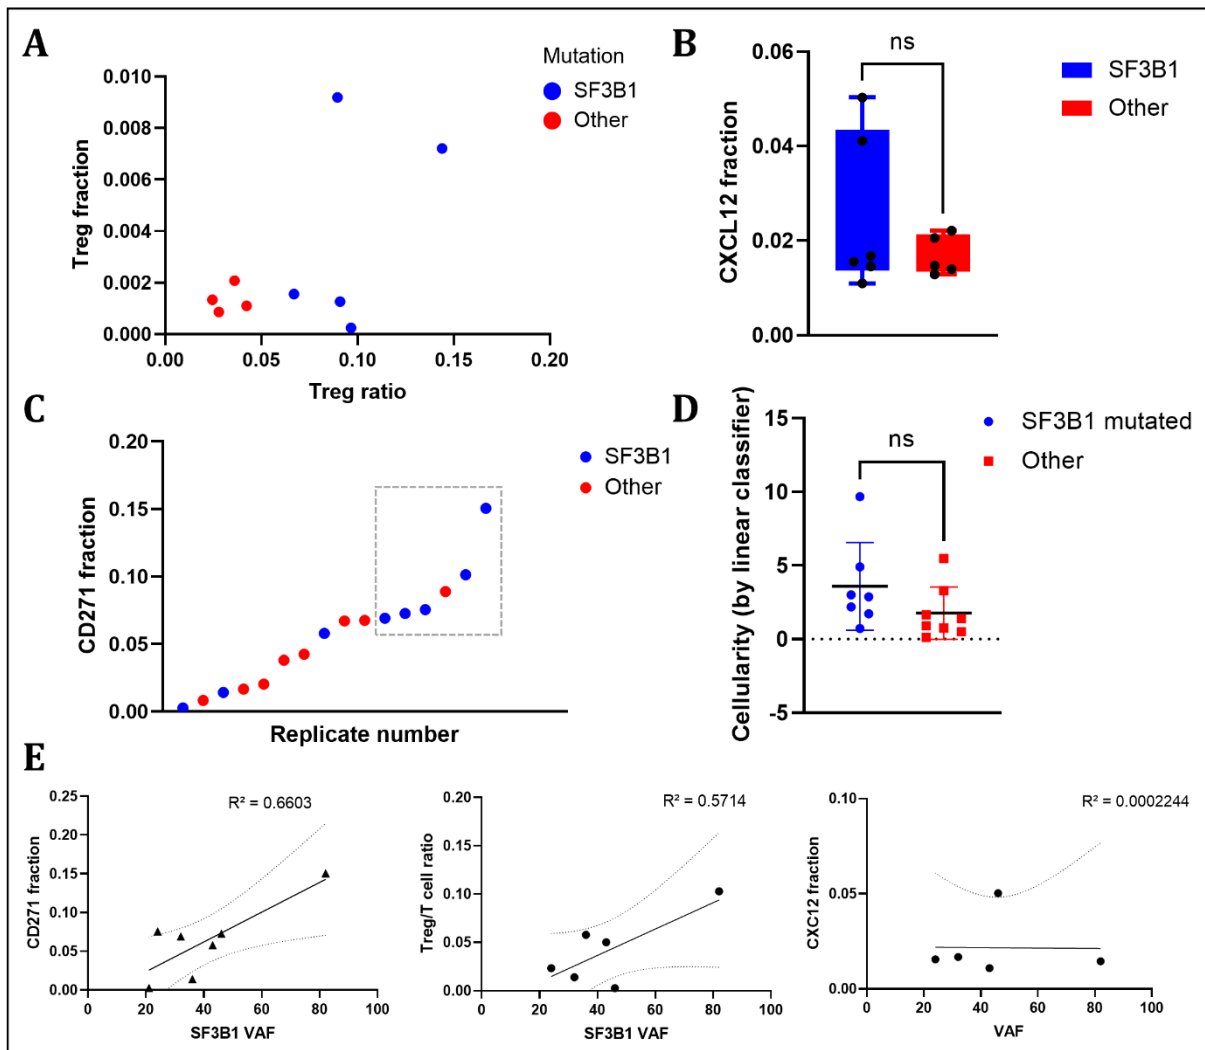 A
Mutation
SF3B1
Other
0.010
0.008
0.006
0.004
0.002
0.000
Treg fraction
0.00 0.05 0.10 0.15 0.20
Treg ratio
B
ns
SF3B1
Other
0.06
0.04
0.02
0.00
CXCL12 fraction
C
SF3B1
Other
0.20
0.15
0.10
0.05
0.00
CD271 fraction
Replicate number
D
ns
SF3B1 mutated
Other
15
10
5
0
-5
Cellularity (by linear classifier)
E
R² = 0.6603
0.25
0.20
0.15
0.10
0.05
0.00
CD271 fraction
0 20 40 60 80 100
SF3B1 VAF
R² = 0.5714
0.20
0.15
0.10
0.05
0.00
Treg/T cell ratio
0 20 40 60 80 100
SF3B1 VAF
R² = 0.0002244
0.10
0.05
0.00
CXC12 fraction
0 20 40 60 80 100
VAF